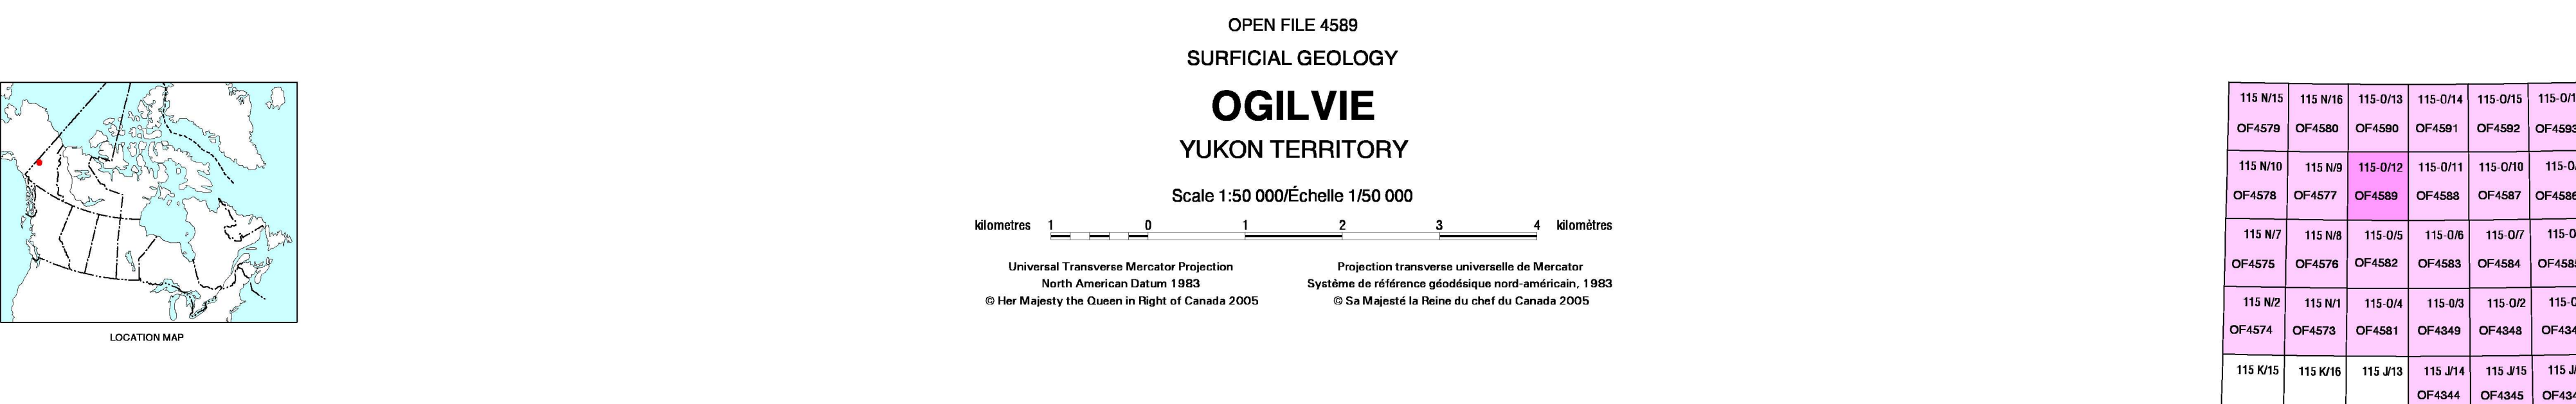 OPEN FILE 4589
SURFICIAL GEOLOGY
OGILVIE
YUKON TERRITORY
Scale 1:50 000/Échelle 1/50 000
kilometres 1 0 1 2 3 4 kilomètres
Universal Transverse Mercator Projection
North American Datum 1983
© Her Majesty the Queen in Right of Canada 2005
Projection transverse universelle de Mercator
Système de référence géodésique nord-américain, 1983
© Sa Majesté la Reine du chef du Canada 2005
LOCATION MAP
115 N/15 115 N/16 115-O/13 115-O/14 115-O/15
OF4579 OF4580 OF4590 OF4591 OF4592 OF4593
115 N/10 115 N/9 115-O/12 115-O/11 115-O/10
OF4578 OF4577 OF4589 OF4588 OF4587 OF4586
115 N/7 115 N/8 115-O/5 115-O/6 115-O/7
OF4575 OF4576 OF4582 OF4583 OF4584
115 N/2 115 N/1 115-O/4 115-O/3 115-O/2
OF4574 OF4573 OF4581 OF4349 OF4348
115 K/15 115 K/16 115 J/13 115 J/14 115 J/15
OF4344 OF4345